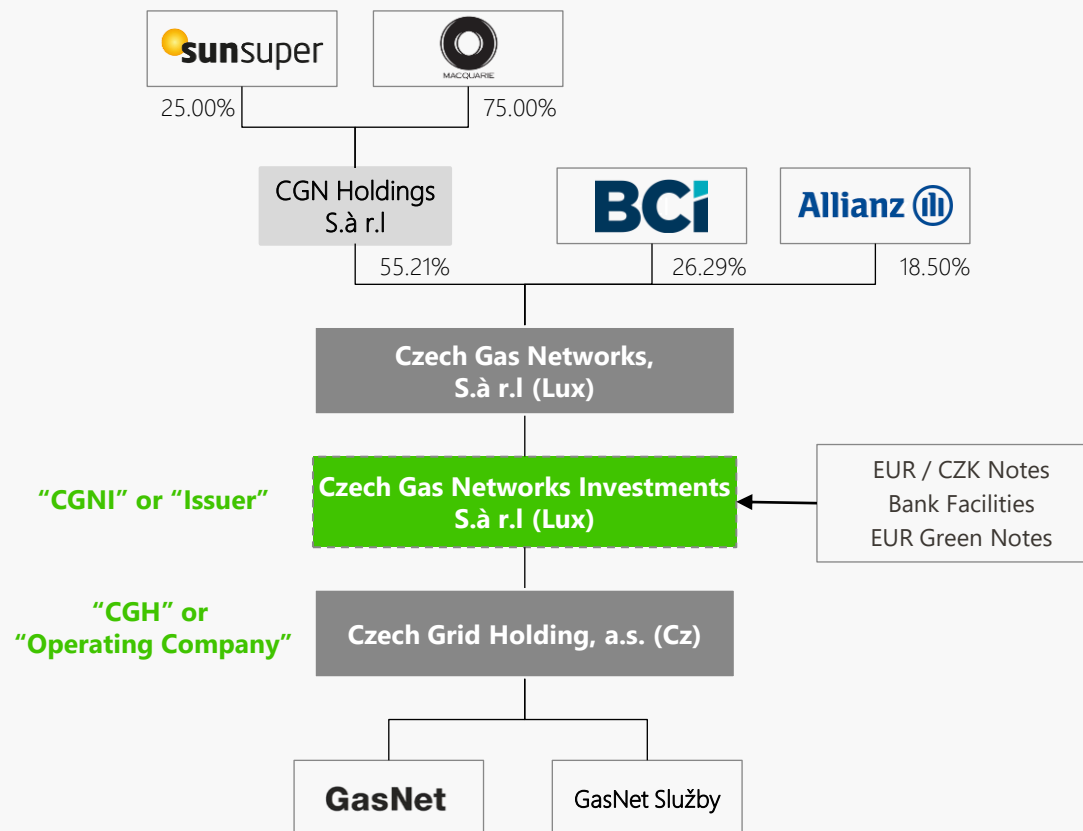 sunsuper
MACQUARIE
25.00%
75.00%
CGN Holdings
S.à r.l
BCi
Allianz
55.21%
26.29%
18.50%
Czech Gas Networks,
S.à r.l (Lux)
“CGNI” or “Issuer”
Czech Gas Networks Investments
S.à r.l (Lux)
EUR / CZK Notes
Bank Facilities
EUR Green Notes
“CGH” or
“Operating Company”
Czech Grid Holding, a.s. (Cz)
GasNet
GasNet Služby